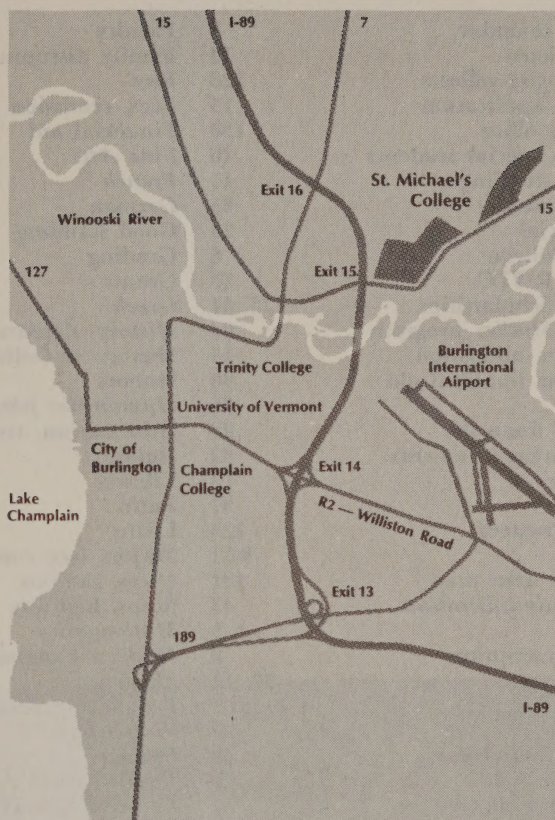 15
I-89
7
Exit 16
St. Michael's
College
15
Winooski River
Exit 15
127
Burlington
International
Airport
Trinity College
University of Vermont
City of
Burlington
Champlain
College
Exit 14
R2 — Williston Road
Lake
Champlain
Exit 13
189
I-89